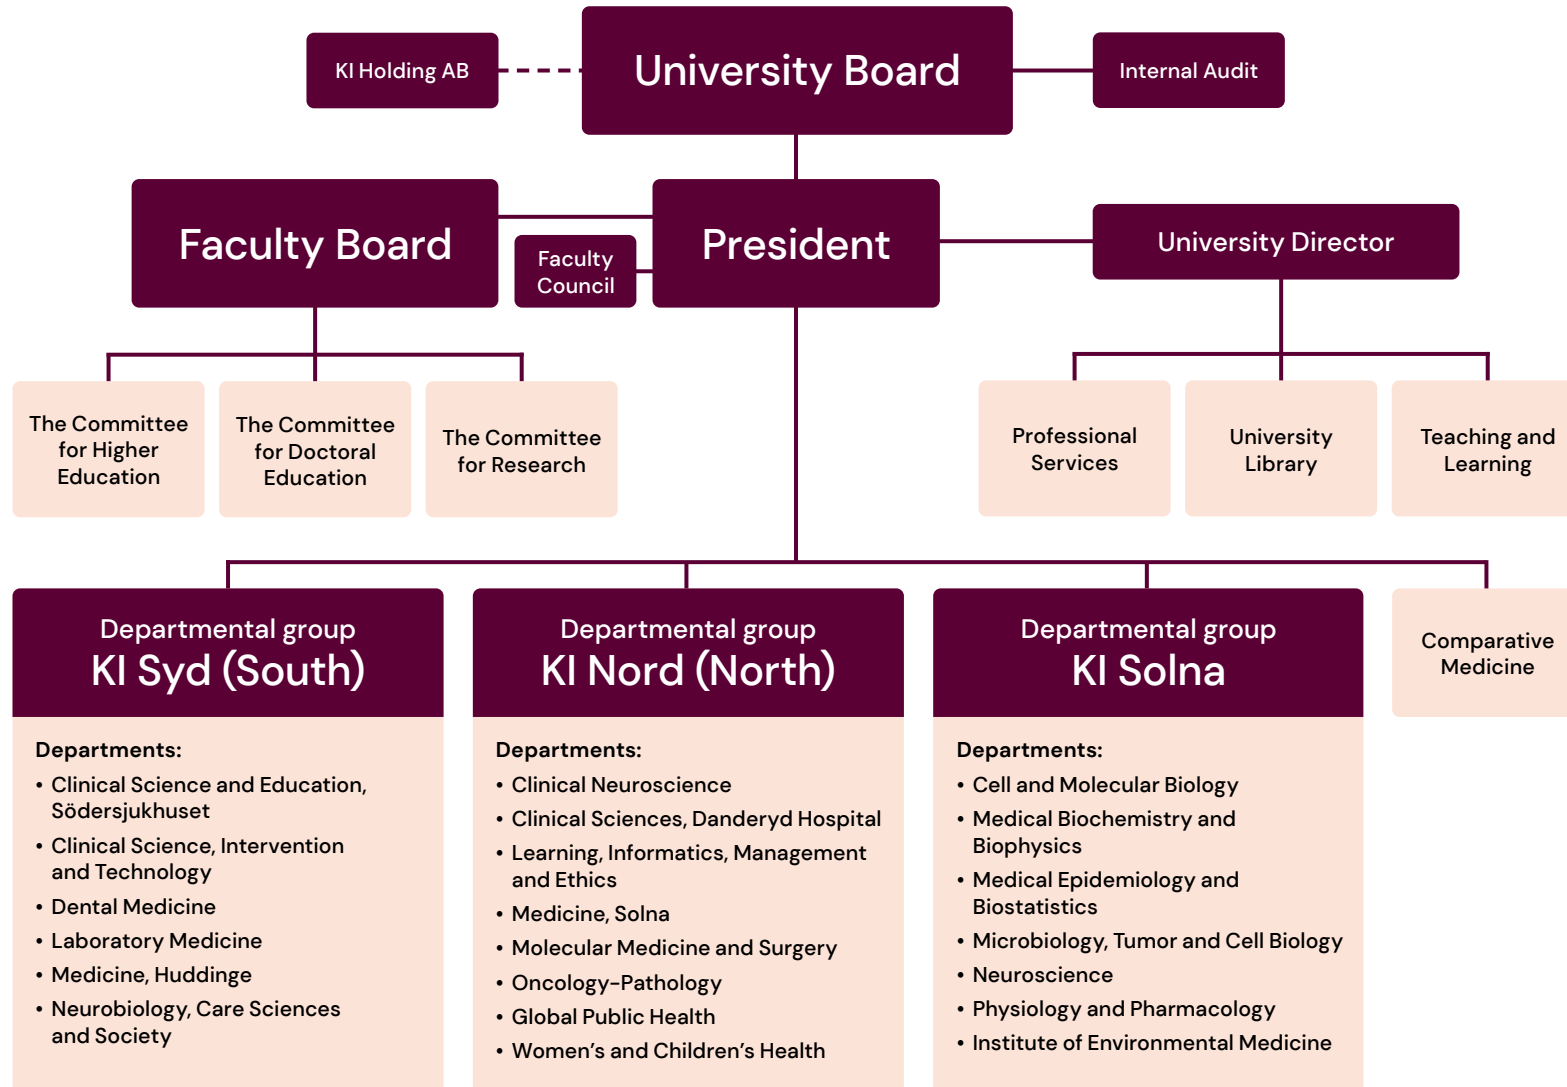 KI Holding AB
University Board
Internal Audit
Faculty Board
Faculty
Council
President
University Director
The Committee
for Higher
Education
The Committee
for Doctoral
Education
The Committee
for Research
Professional
Services
University
Library
Teaching and
Learning
Departmental group
KI Syd (South)
Departments:
• Clinical Science and Education,
Södersjukhuset
• Clinical Science, Intervention
and Technology
• Dental Medicine
• Laboratory Medicine
• Medicine, Huddinge
• Neurobiology, Care Sciences
and Society
Departmental group
KI Nord (North)
Departments:
• Clinical Neuroscience
• Clinical Sciences, Danderyd Hospital
• Learning, Informatics, Management
and Ethics
• Medicine, Solna
• Molecular Medicine and Surgery
• Oncology-Pathology
• Global Public Health
• Women’s and Children’s Health
Departmental group
KI Solna
Departments:
• Cell and Molecular Biology
• Medical Biochemistry and
Biophysics
• Medical Epidemiology and
Biostatistics
• Microbiology, Tumor and Cell Biology
• Neuroscience
• Physiology and Pharmacology
• Institute of Environmental Medicine
Comparative
Medicine